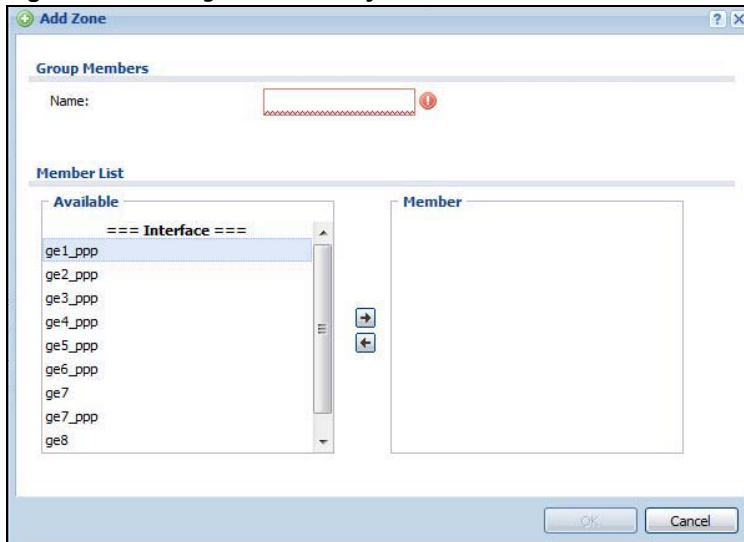 Add Zone
Group Members
Name:
Member List
Available
=== Interface ===
ge1_ppp
ge2_ppp
ge3_ppp
ge4_ppp
ge5_ppp
ge6_ppp
ge7
ge7_ppp
ge8
Member
OK
Cancel